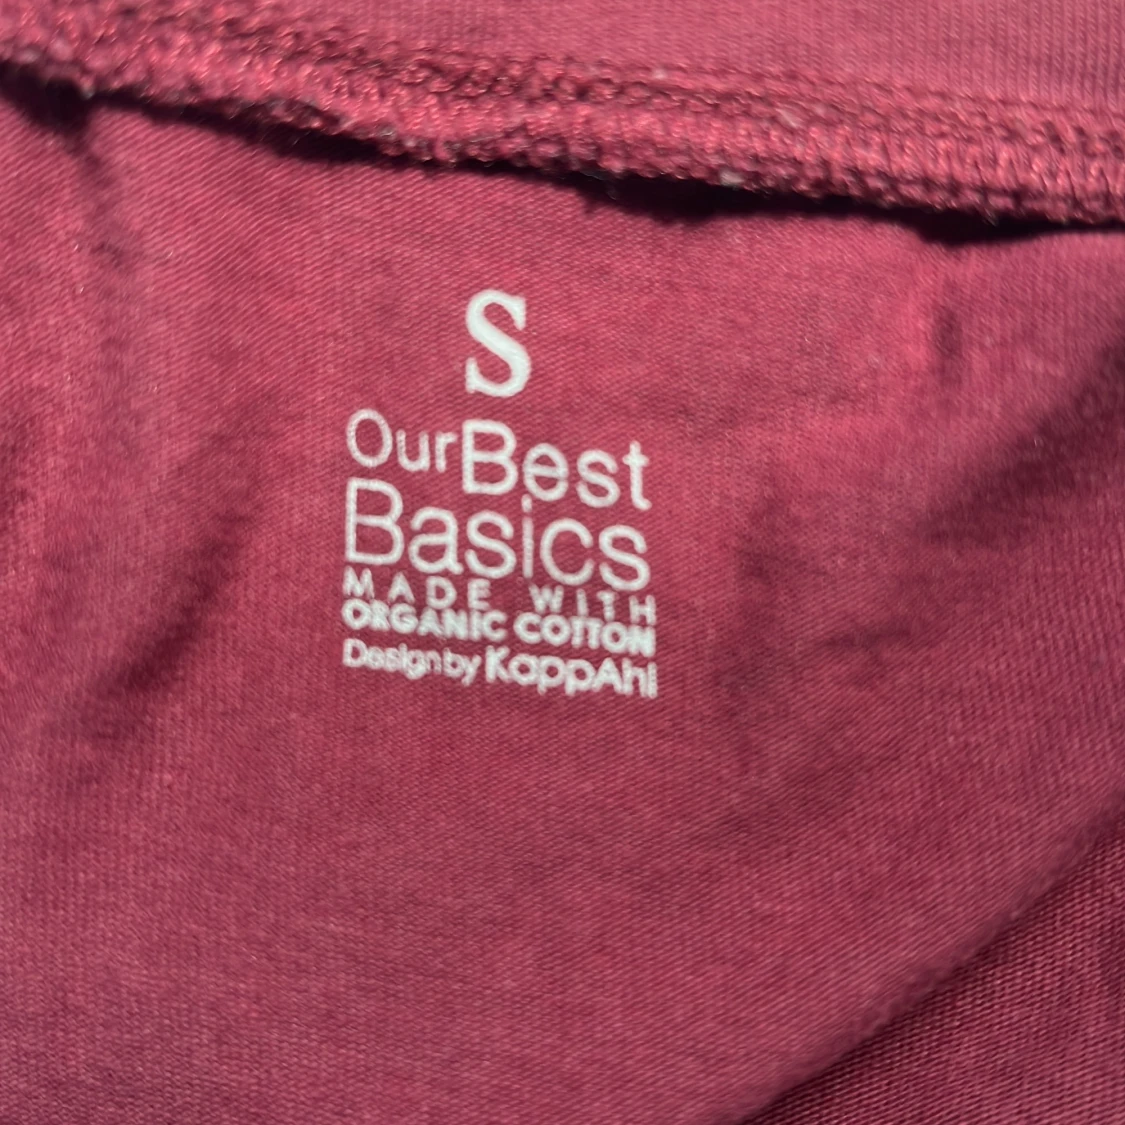 S
OurBest
Basics
MADE WITH
ORGANIC COTTON
Design by KappAhl